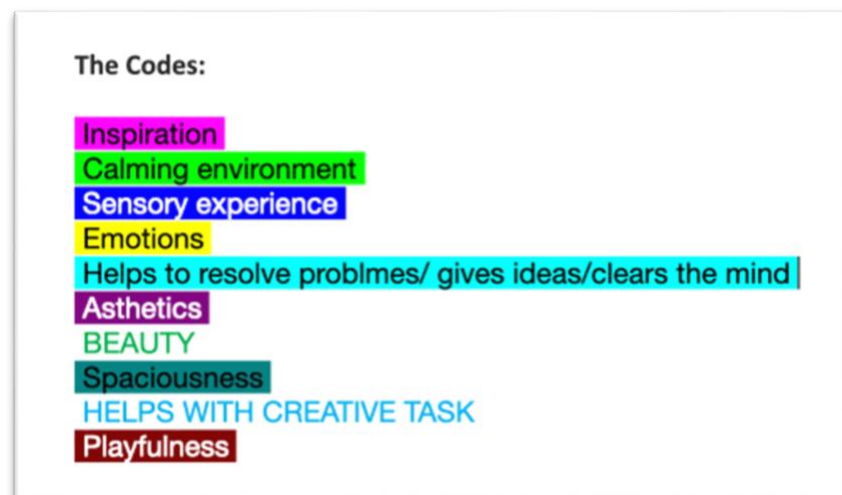 The Codes:
Inspiration
Calming environment
Sensory experience
Emotions
Helps to resolve problmes/ gives ideas/clears the mind
Asthetics
BEAUTY
Spaciousness
HELPS WITH CREATIVE TASK
Playfulness